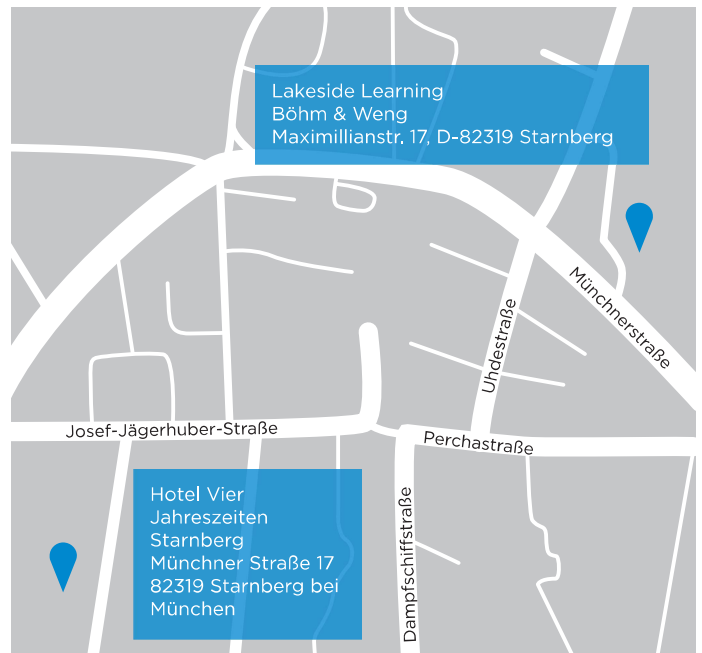 Lakeside Learning
Böhm & Weng
Maximillianstr. 17, D-82319 Starnberg
Münchnerstraße
Uhdestraße
Josef-Jägerhuber-Straße
Perchastraße
Hotel Vier
Jahreszeiten
Starnberg
Münchner Straße 17
82319 Starnberg bei
München
Dampfschiffstraße